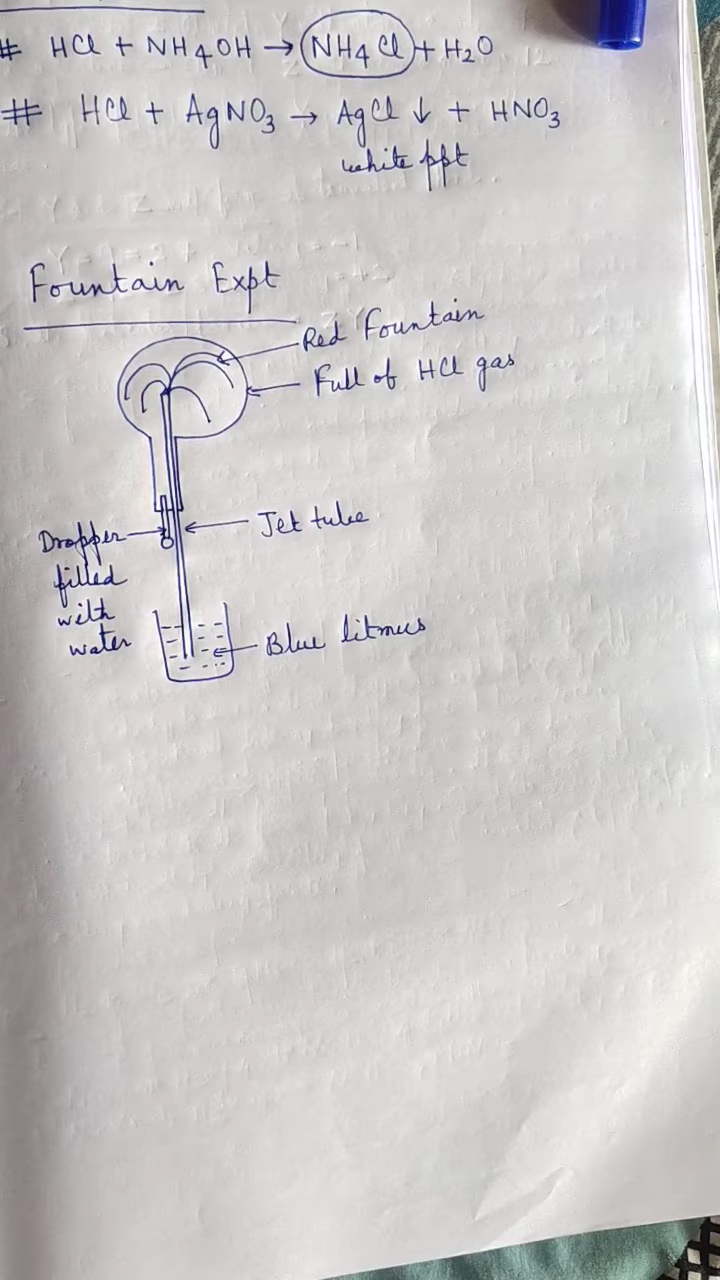 # HCl + NH₄OH → NH₄Cl + H₂O
# HCl + AgNO₃ → AgCl ↓ + HNO₃
white ppt
Fountain Expt
Red Fountain
Full of HCl gas
Jet tube
Dropper
filled
with
water
Blue litmus